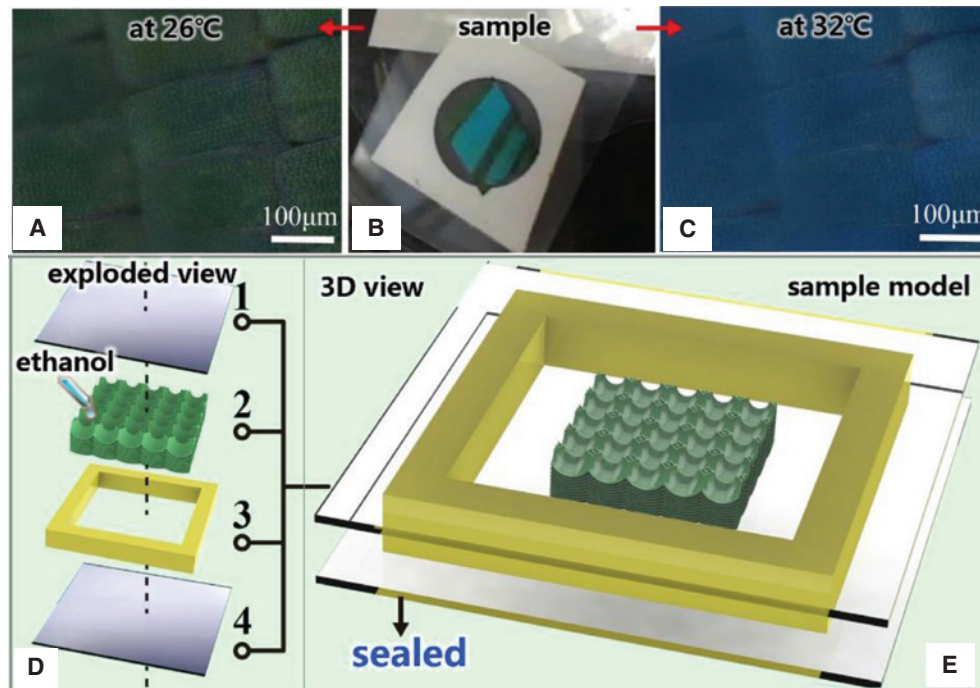 at 26℃
sample
at 32℃
100μm
100μm
A
B
C
exploded view
1
3D view
sample model
ethanol
2
3
4
sealed
D
E